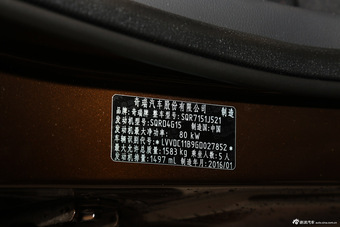 奇瑞汽车股份有限公司 制造
品牌:奇瑞牌 整车型号:SQR7151J521
发动机型号:SQRD4G15 制造国:中国
发动机最大净功率: 80 kW
车辆识别代号:★LVVDC11B9GD027852★
最大允许总质量:1583 kg 乘坐人数:5人
发动机排量:1497 mL 制造年月:2016/01